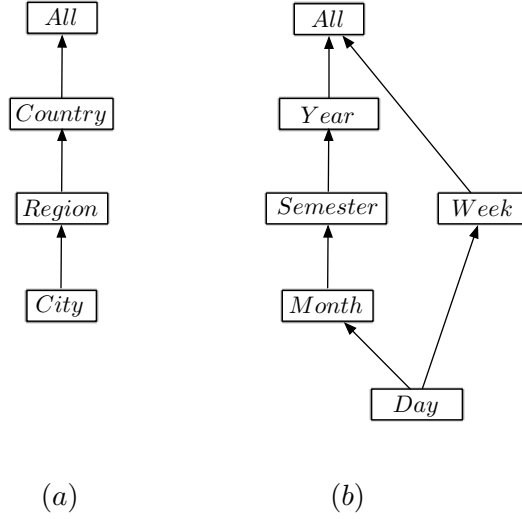 All
Country
Region
City
(a)
All
Year
Semester
Week
Month
Day
(b)